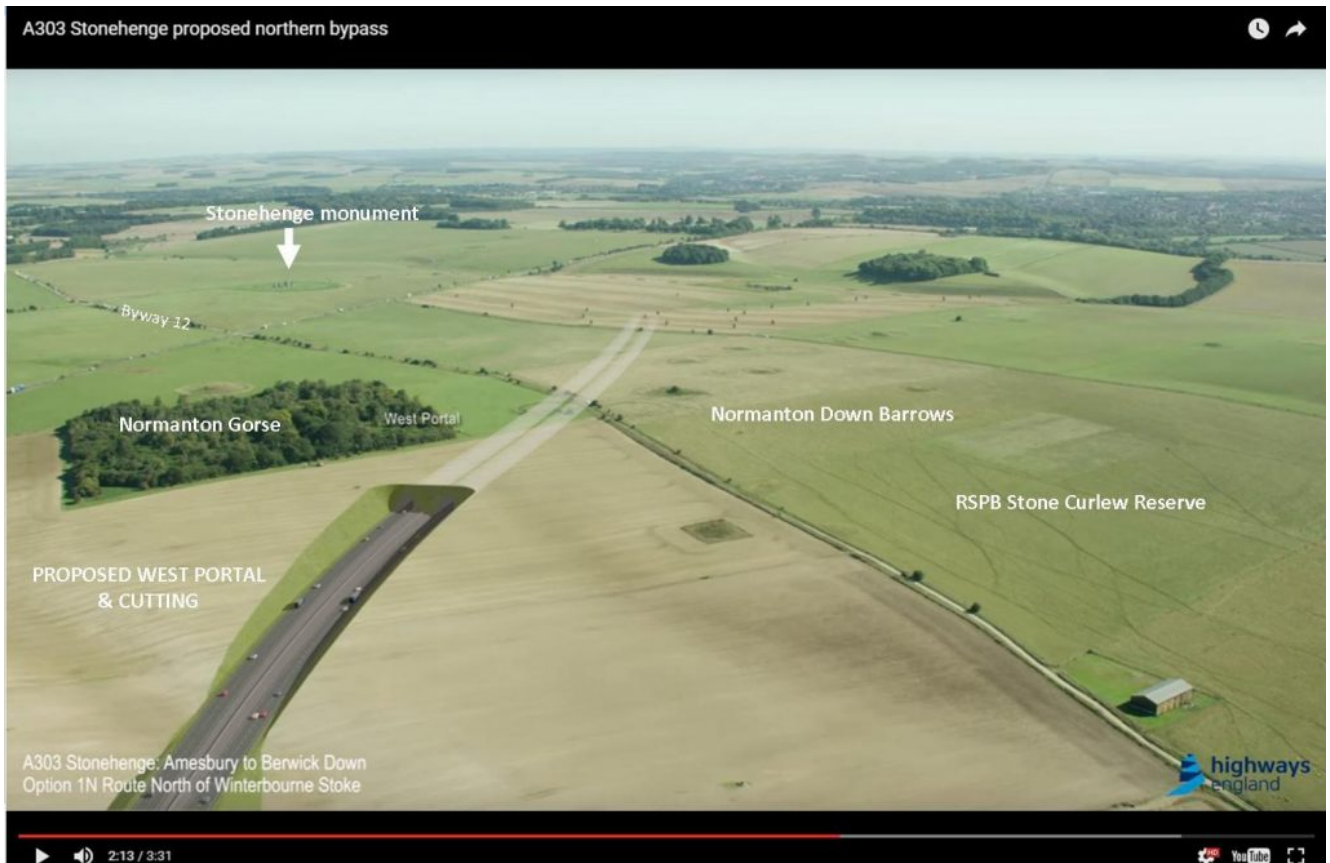 A303 Stonehenge proposed northern bypass
Stonehenge monument
Byway 12
Normanton Gorse
West Portal
Normanton Down Barrows
RSPB Stone Curlew Reserve
PROPOSED WEST PORTAL
& CUTTING
A303 Stonehenge: Amesbury to Berwick Down
Option 1N Route North of Winterbourne Stoke
highways
england
2:13 / 3:31
HD
YouTube